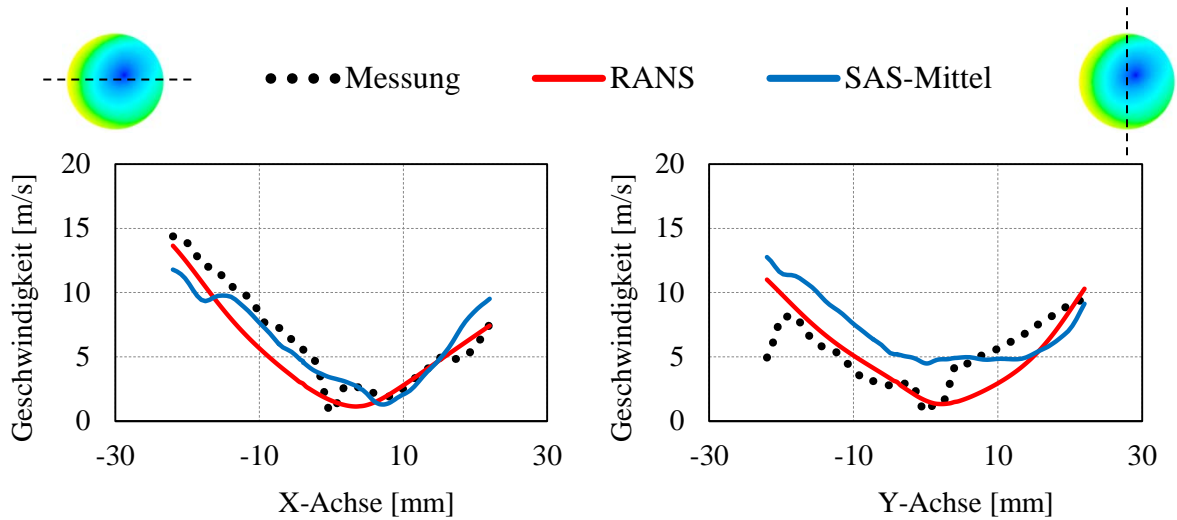 Messung RANS SAS-Mittel
Geschwindigkeit [m/s]
20
15
10
5
0
-30 -10 10 30
X-Achse [mm]
Geschwindigkeit [m/s]
20
15
10
5
0
-30 -10 10 30
Y-Achse [mm]